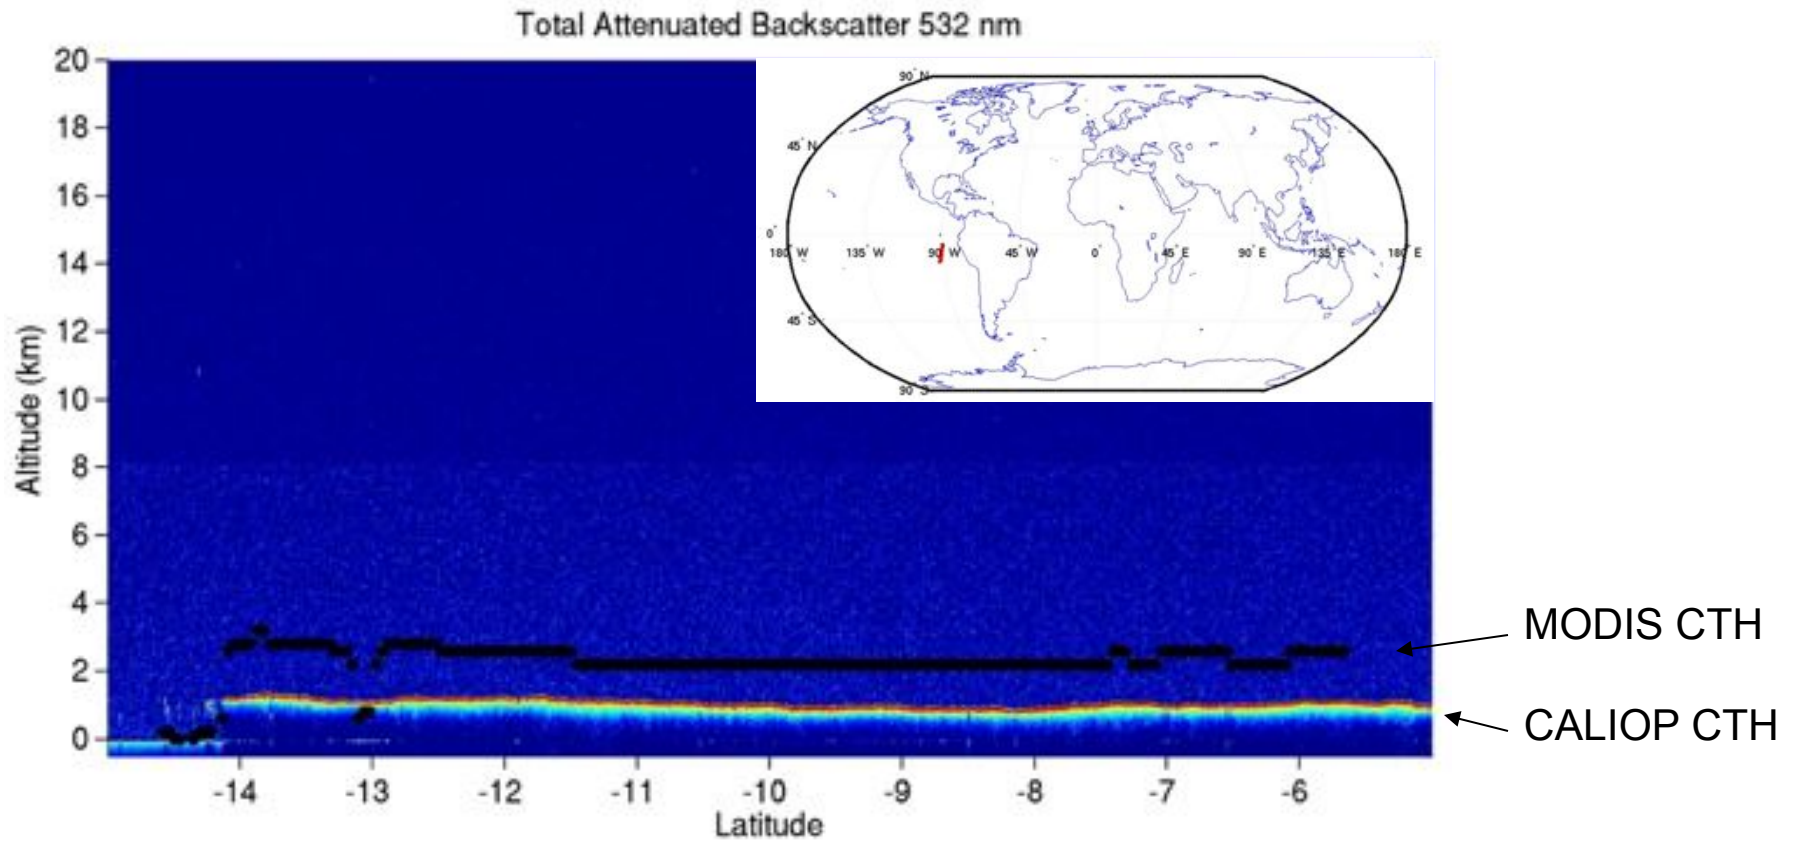 Total Attenuated Backscatter 532 nm
20
18
16
14
12
10
8
6
4
2
0
Altitude (km)
90° N
45° N
0°
180° W
135° W
90° W
45° W
0°
45° E
90° E
135° E
180° E
45° S
90° S
MODIS CTH
CALIOP CTH
-14
-13
-12
-11
-10
-9
-8
-7
-6
Latitude